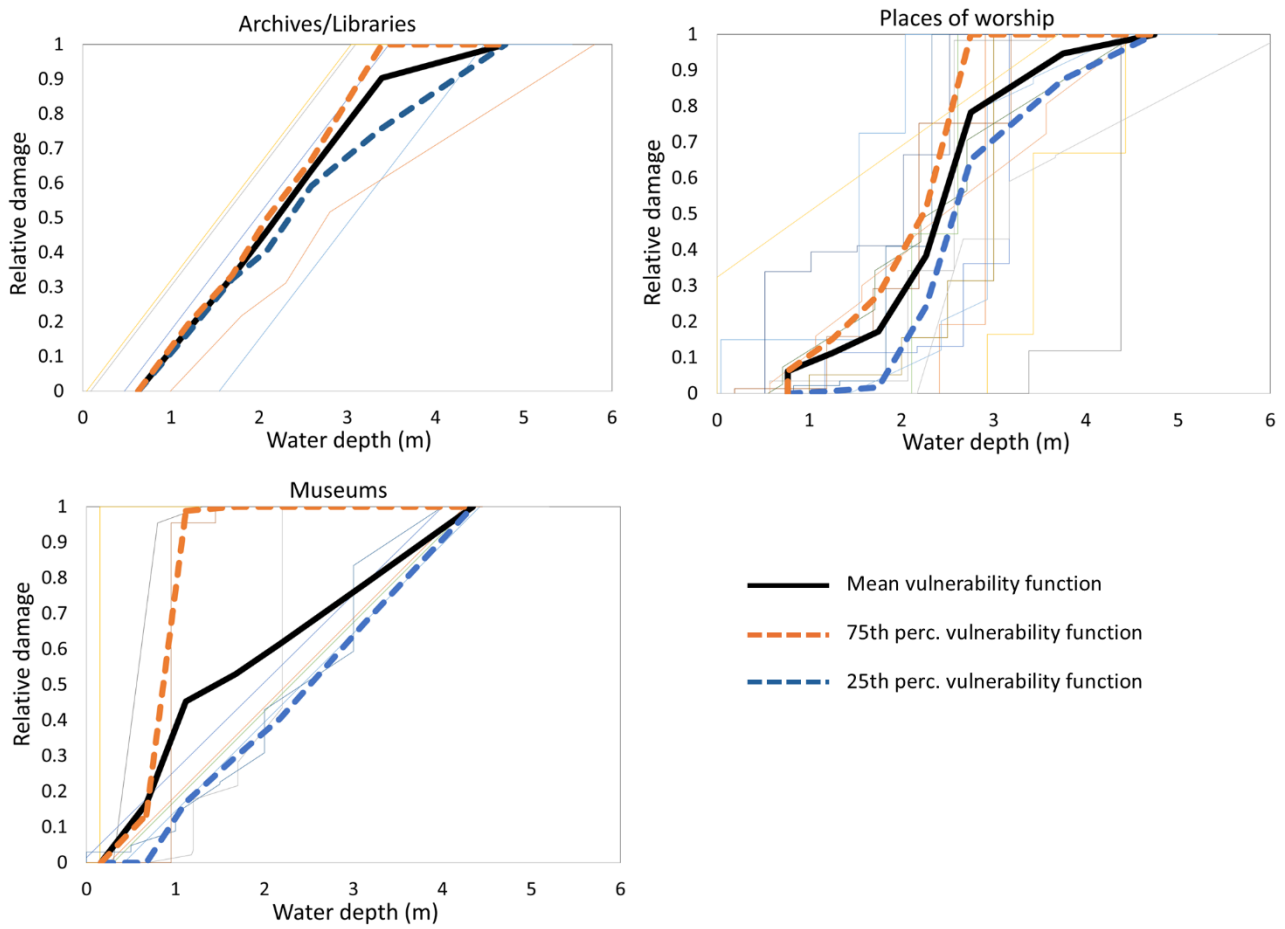 Archives/Libraries
1
0.9
0.8
0.7
0.6
0.5
0.4
0.3
0.2
0.1
0
Relative damage
0 1 2 3 4 5 6
Water depth (m)
Places of worship
1
0.9
0.8
0.7
0.6
0.5
0.4
0.3
0.2
0.1
0
Relative damage
0 1 2 3 4 5 6
Water depth (m)
Museums
1
0.9
0.8
0.7
0.6
0.5
0.4
0.3
0.2
0.1
0
Relative damage
0 1 2 3 4 5 6
Water depth (m)
Mean vulnerability function
75th perc. vulnerability function
25th perc. vulnerability function